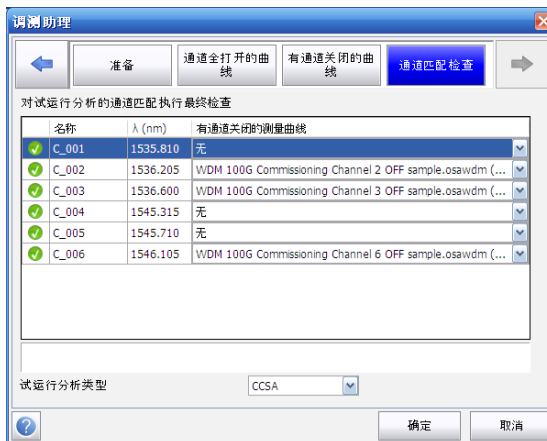 调测助理
准备
通道全打开的曲
线
有通道关闭的曲
线
通道匹配检查
对试运行分析的通道匹配执行最终检查
名称 λ (nm) 有通道关闭的测量曲线
C_001 1535.810 无
C_002 1536.205 WDM 100G Commissioning Channel 2 OFF sample.osawdm (...
C_003 1536.600 WDM 100G Commissioning Channel 3 OFF sample.osawdm (...
C_004 1545.315 无
C_005 1545.710 无
C_006 1546.105 WDM 100G Commissioning Channel 6 OFF sample.osawdm (...
试运行分析类型 CCSA
确定 取消